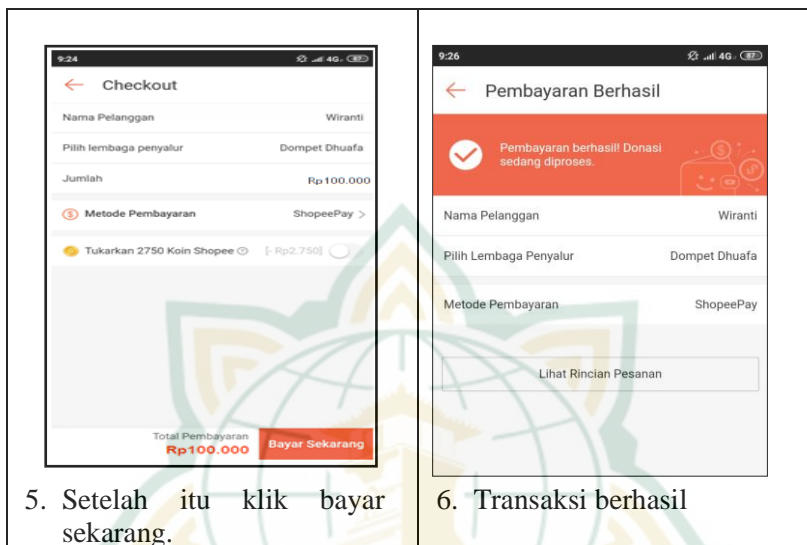 9:24 4G 87
Checkout
Nama Pelanggan Wiranti
Pilih lembaga penyalur Dompet Dhuafa
Jumlah Rp100.000
Metode Pembayaran ShopeePay >
Tukarkan 2750 Koin Shopee [- Rp2.750]
Total Pembayaran
Rp100.000
Bayar Sekarang
5. Setelah itu klik bayar
sekarang.
9:26 4G 87
Pembayaran Berhasil
Pembayaran berhasil! Donasi
sedang diproses.
Nama Pelanggan Wiranti
Pilih Lembaga Penyalur Dompet Dhuafa
Metode Pembayaran ShopeePay
Lihat Rincian Pesanan
6. Transaksi berhasil